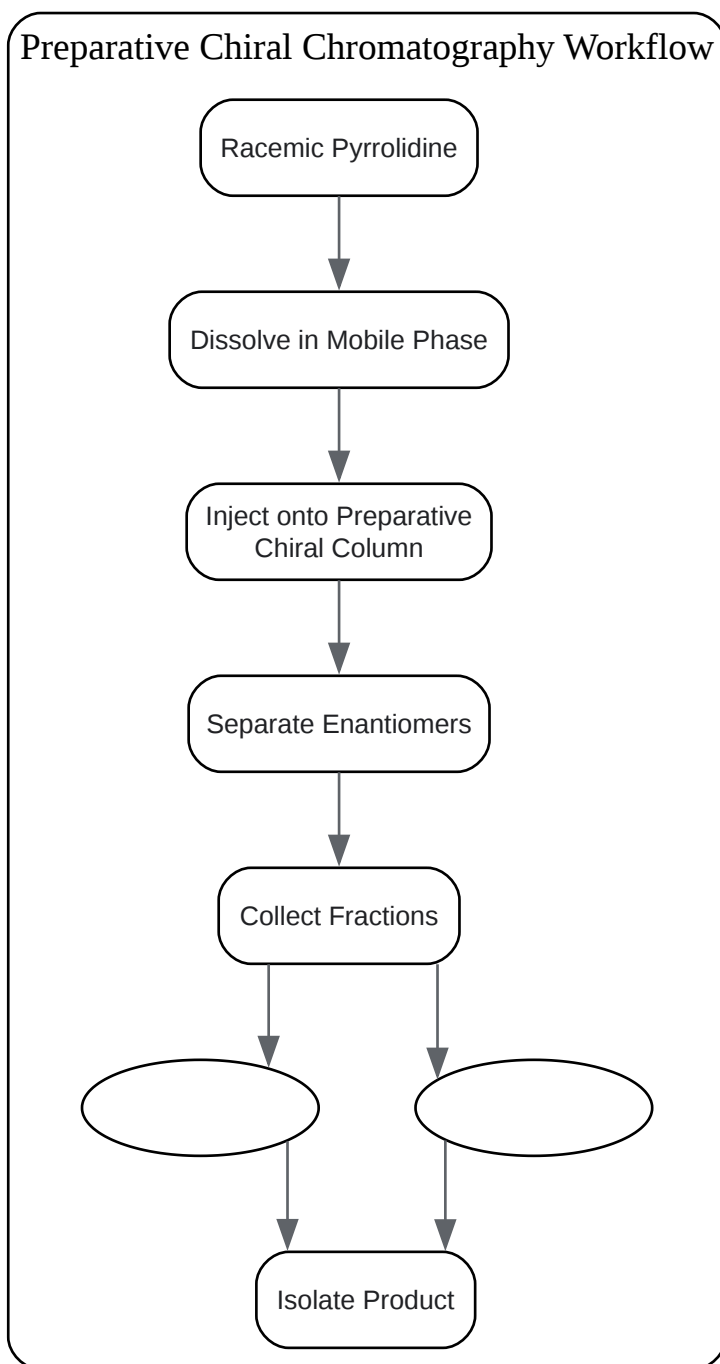 Preparative Chiral Chromatography Workflow
Racemic Pyrrolidine
Dissolve in Mobile Phase
Inject onto Preparative
Chiral Column
Separate Enantiomers
Collect Fractions
Isolate Product